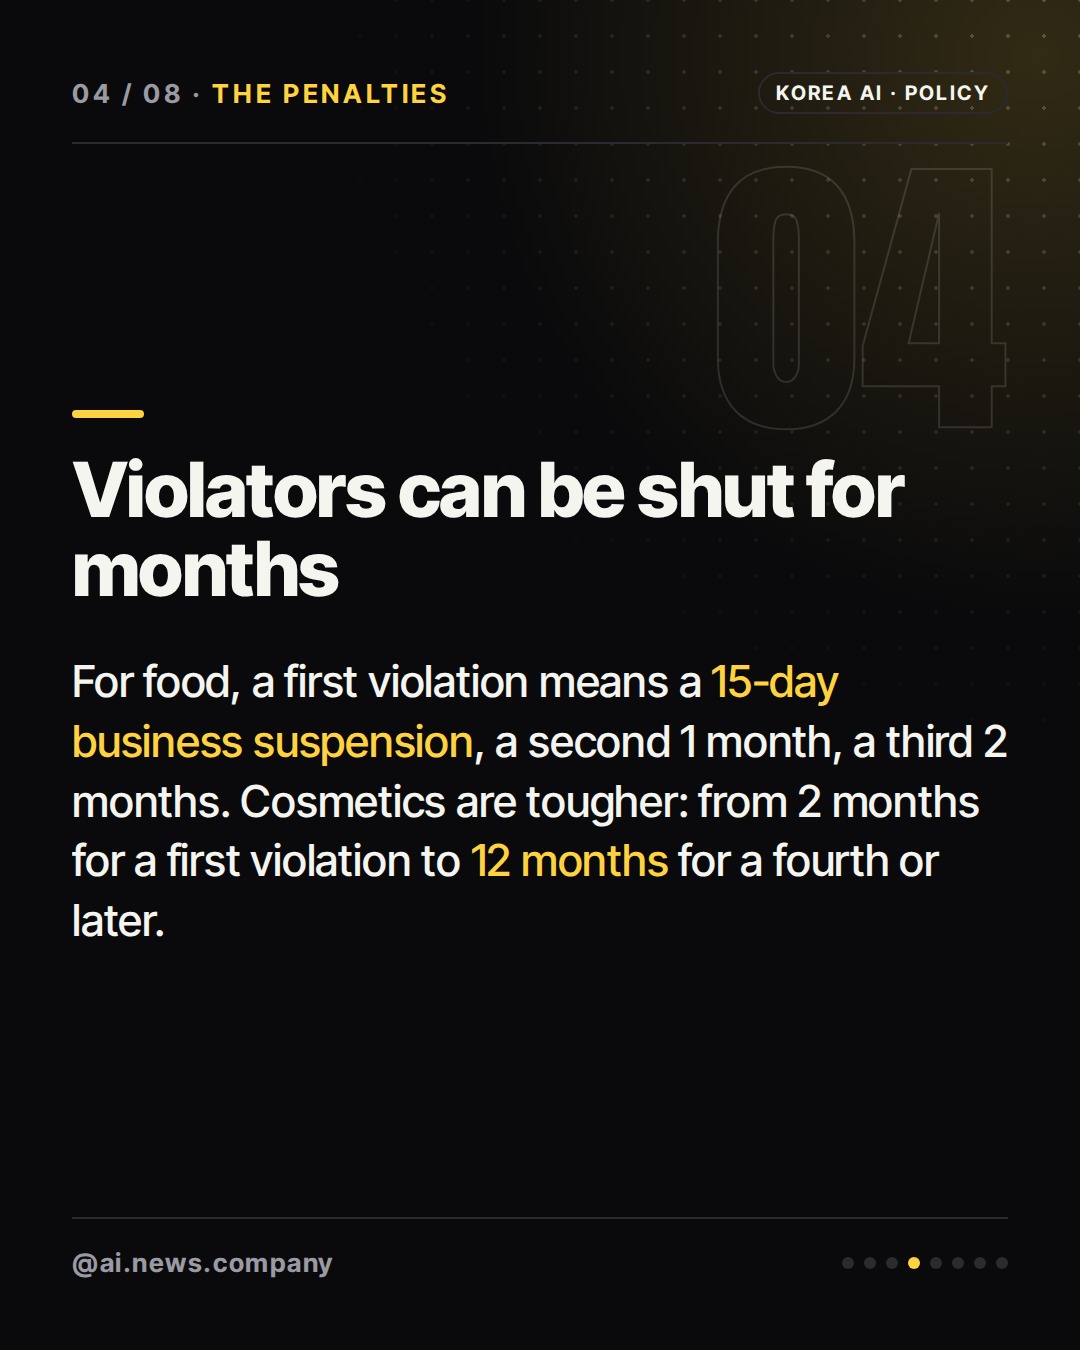 04 / 08 · THE PENALTIES
KOREA AI · POLICY
04
Violators can be shut for
months
For food, a first violation means a 15-day
business suspension, a second 1 month, a third 2
months. Cosmetics are tougher: from 2 months
for a first violation to 12 months for a fourth or
later.
@ai.news.company